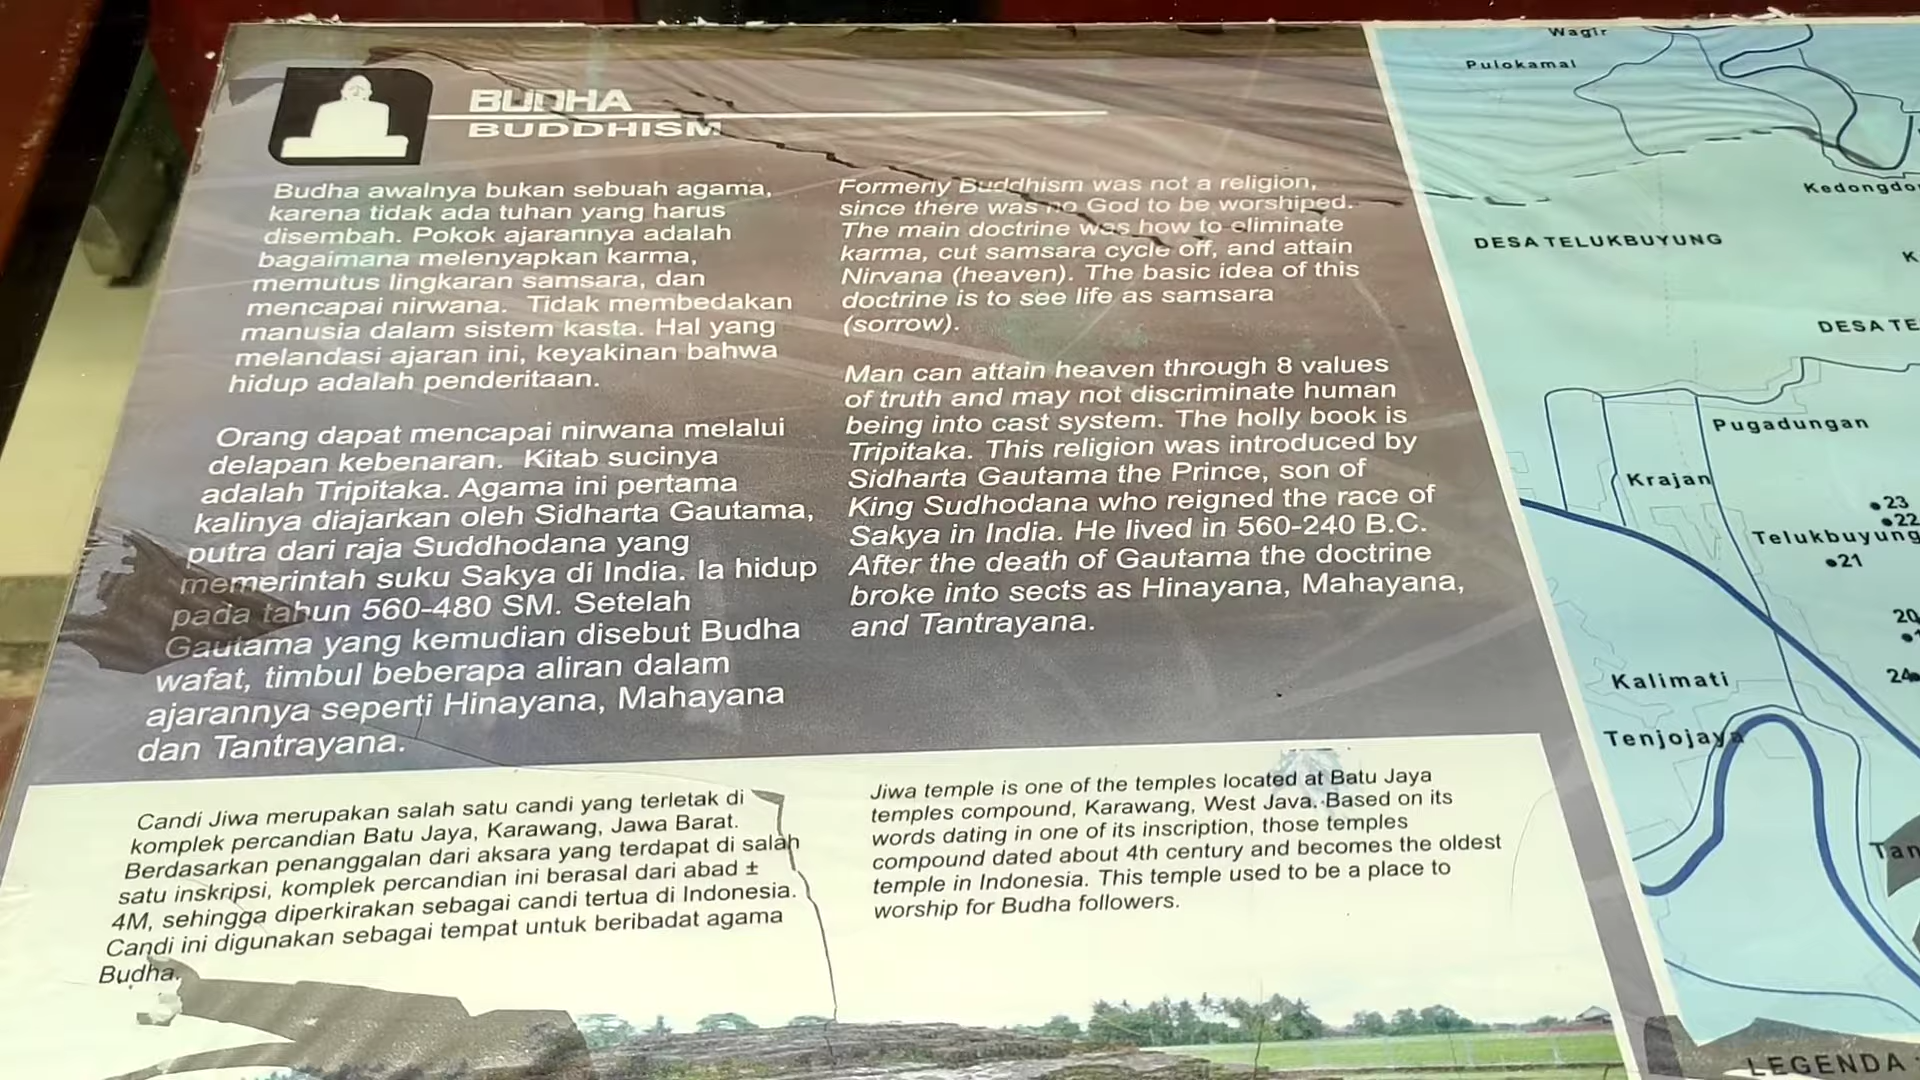 BUDHA
BUDDHISM
Budha awalnya bukan sebuah agama,
karena tidak ada tuhan yang harus
disembah. Pokok ajarannya adalah
bagaimana melenyapkan karma,
memutus lingkaran samsara, dan
mencapai nirwana. Tidak membedakan
manusia dalam sistem kasta. Hal yang
melandasi ajaran ini, keyakinan bahwa
hidup adalah penderitaan.
Orang dapat mencapai nirwana melalui
delapan kebenaran. Kitab sucinya
adalah Tripitaka. Agama ini pertama
kalinya diajarkan oleh Sidharta Gautama,
putra dari raja Suddhodana yang
memerintah suku Sakya di India. Ia hidup
pada tahun 560-480 SM. Setelah
Gautama yang kemudian disebut Budha
wafat, timbul beberapa aliran dalam
ajarannya seperti Hinayana, Mahayana
dan Tantrayana.
Formerly Buddhism was not a religion,
since there was no God to be worshiped.
The main doctrine was how to eliminate
karma, cut samsara cycle off, and attain
Nirvana (heaven). The basic idea of this
doctrine is to see life as samsara
(sorrow).
Man can attain heaven through 8 values
of truth and may not discriminate human
being into cast system. The holly book is
Tripitaka. This religion was introduced by
Sidharta Gautama the Prince, son of
King Sudhodana who reigned the race of
Sakya in India. He lived in 560-240 B.C.
After the death of Gautama the doctrine
broke into sects as Hinayana, Mahayana,
and Tantrayana.
Candi Jiwa merupakan salah satu candi yang terletak di
komplek percandian Batu Jaya, Karawang, Jawa Barat.
Berdasarkan penanggalan dari aksara yang terdapat di salah
satu inskripsi, komplek percandian ini berasal dari abad ±
4M, sehingga diperkirakan sebagai candi tertua di Indonesia.
Candi ini digunakan sebagai tempat untuk beribadat agama
Budha.
Jiwa temple is one of the temples located at Batu Jaya
temples compound, Karawang, West Java. Based on its
words dating in one of its inscription, those temples
compound dated about 4th century and becomes the oldest
temple in Indonesia. This temple used to be a place to
worship for Budha followers.
Wagir
Pulokamal
DESA TELUKBUYUNG
DESA TE
Pugadungan
Krajan
23
22
Telukbuyung
21
20
24
Kalimati
Tenjojaya
Tan
LEGENDA